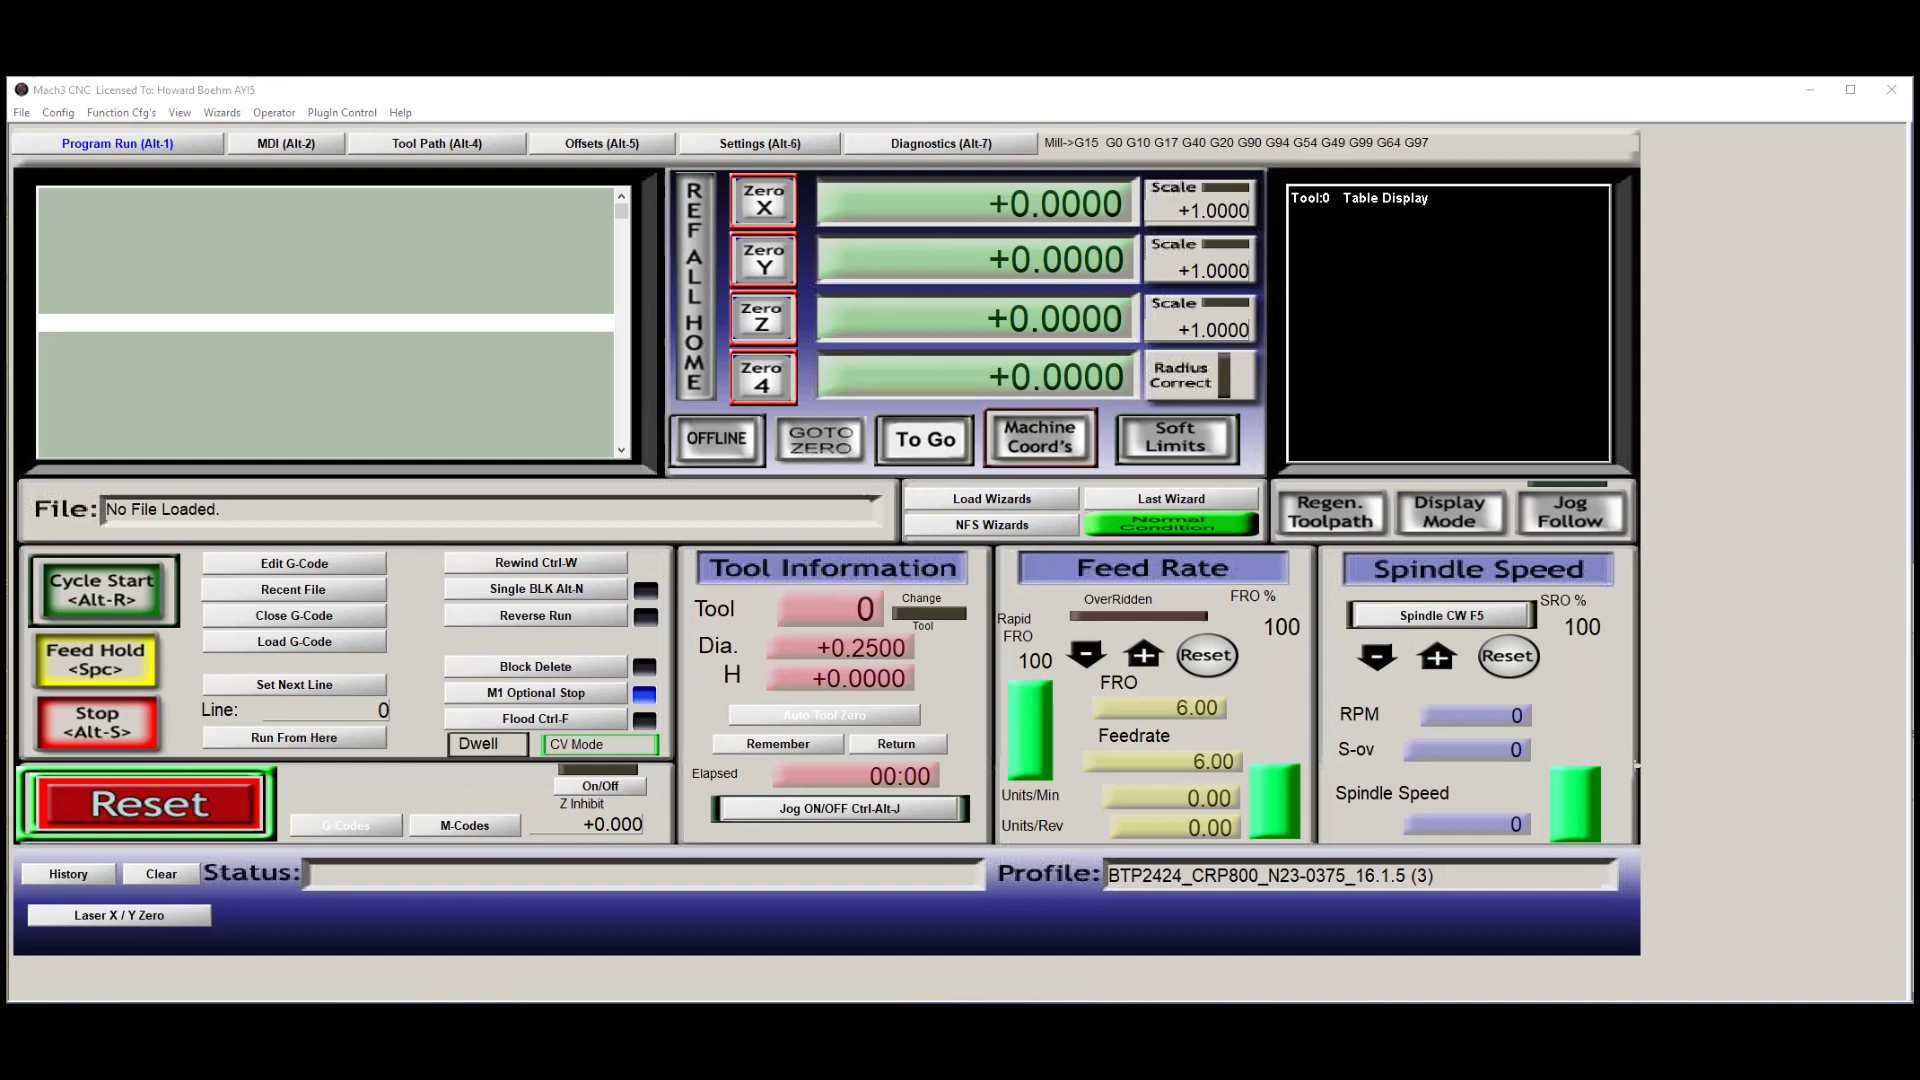 Mach3 CNC  Licensed To: Howard Boehm AYI5
File Config Function Cfg's View Wizards Operator PlugIn Control Help
Program Run (Alt-1) MDI (Alt-2) Tool Path (Alt-4) Offsets (Alt-5) Settings (Alt-6) Diagnostics (Alt-7) Mill->G15  G0 G10 G17 G40 G20 G90 G94 G54 G49 G99 G64 G97
REF ALL HOME
Zero X +0.0000 Scale +1.0000
Zero Y +0.0000 Scale +1.0000
Zero Z +0.0000 Scale +1.0000
Zero 4 +0.0000 Radius Correct
OFFLINE GOTO ZERO To Go Machine Coord's Soft Limits
Tool:0 Table Display
File: No File Loaded.
Load Wizards Last Wizard
NFS Wizards Normal Condition
Regen. Toolpath Display Mode Jog Follow
Cycle Start <Alt-R>
Feed Hold <Spc>
Stop <Alt-S>
Edit G-Code
Recent File
Close G-Code
Load G-Code
Set Next Line
Line: 0
Run From Here
Rewind Ctrl-W
Single BLK Alt-N
Reverse Run
Block Delete
M1 Optional Stop
Flood Ctrl-F
Dwell CV Mode
Reset
G-Codes M-Codes
On/Off
Z Inhibit
+0.000
Tool Information
Tool 0 Change Tool
Dia. +0.2500
H +0.0000
Auto Tool Zero
Remember Return
Elapsed 00:00
Jog ON/OFF Ctrl-Alt-J
Feed Rate
OverRidden FRO %
100
Rapid FRO
100
Reset
FRO
6.00
Feedrate
6.00
Units/Min 0.00
Units/Rev 0.00
Spindle Speed
Spindle CW F5 SRO %
100
Reset
RPM 0
S-ov 0
Spindle Speed
0
History Clear Status: Profile: BTP2424_CRP800_N23-0375_16.1.5 (3)
Laser X / Y Zero